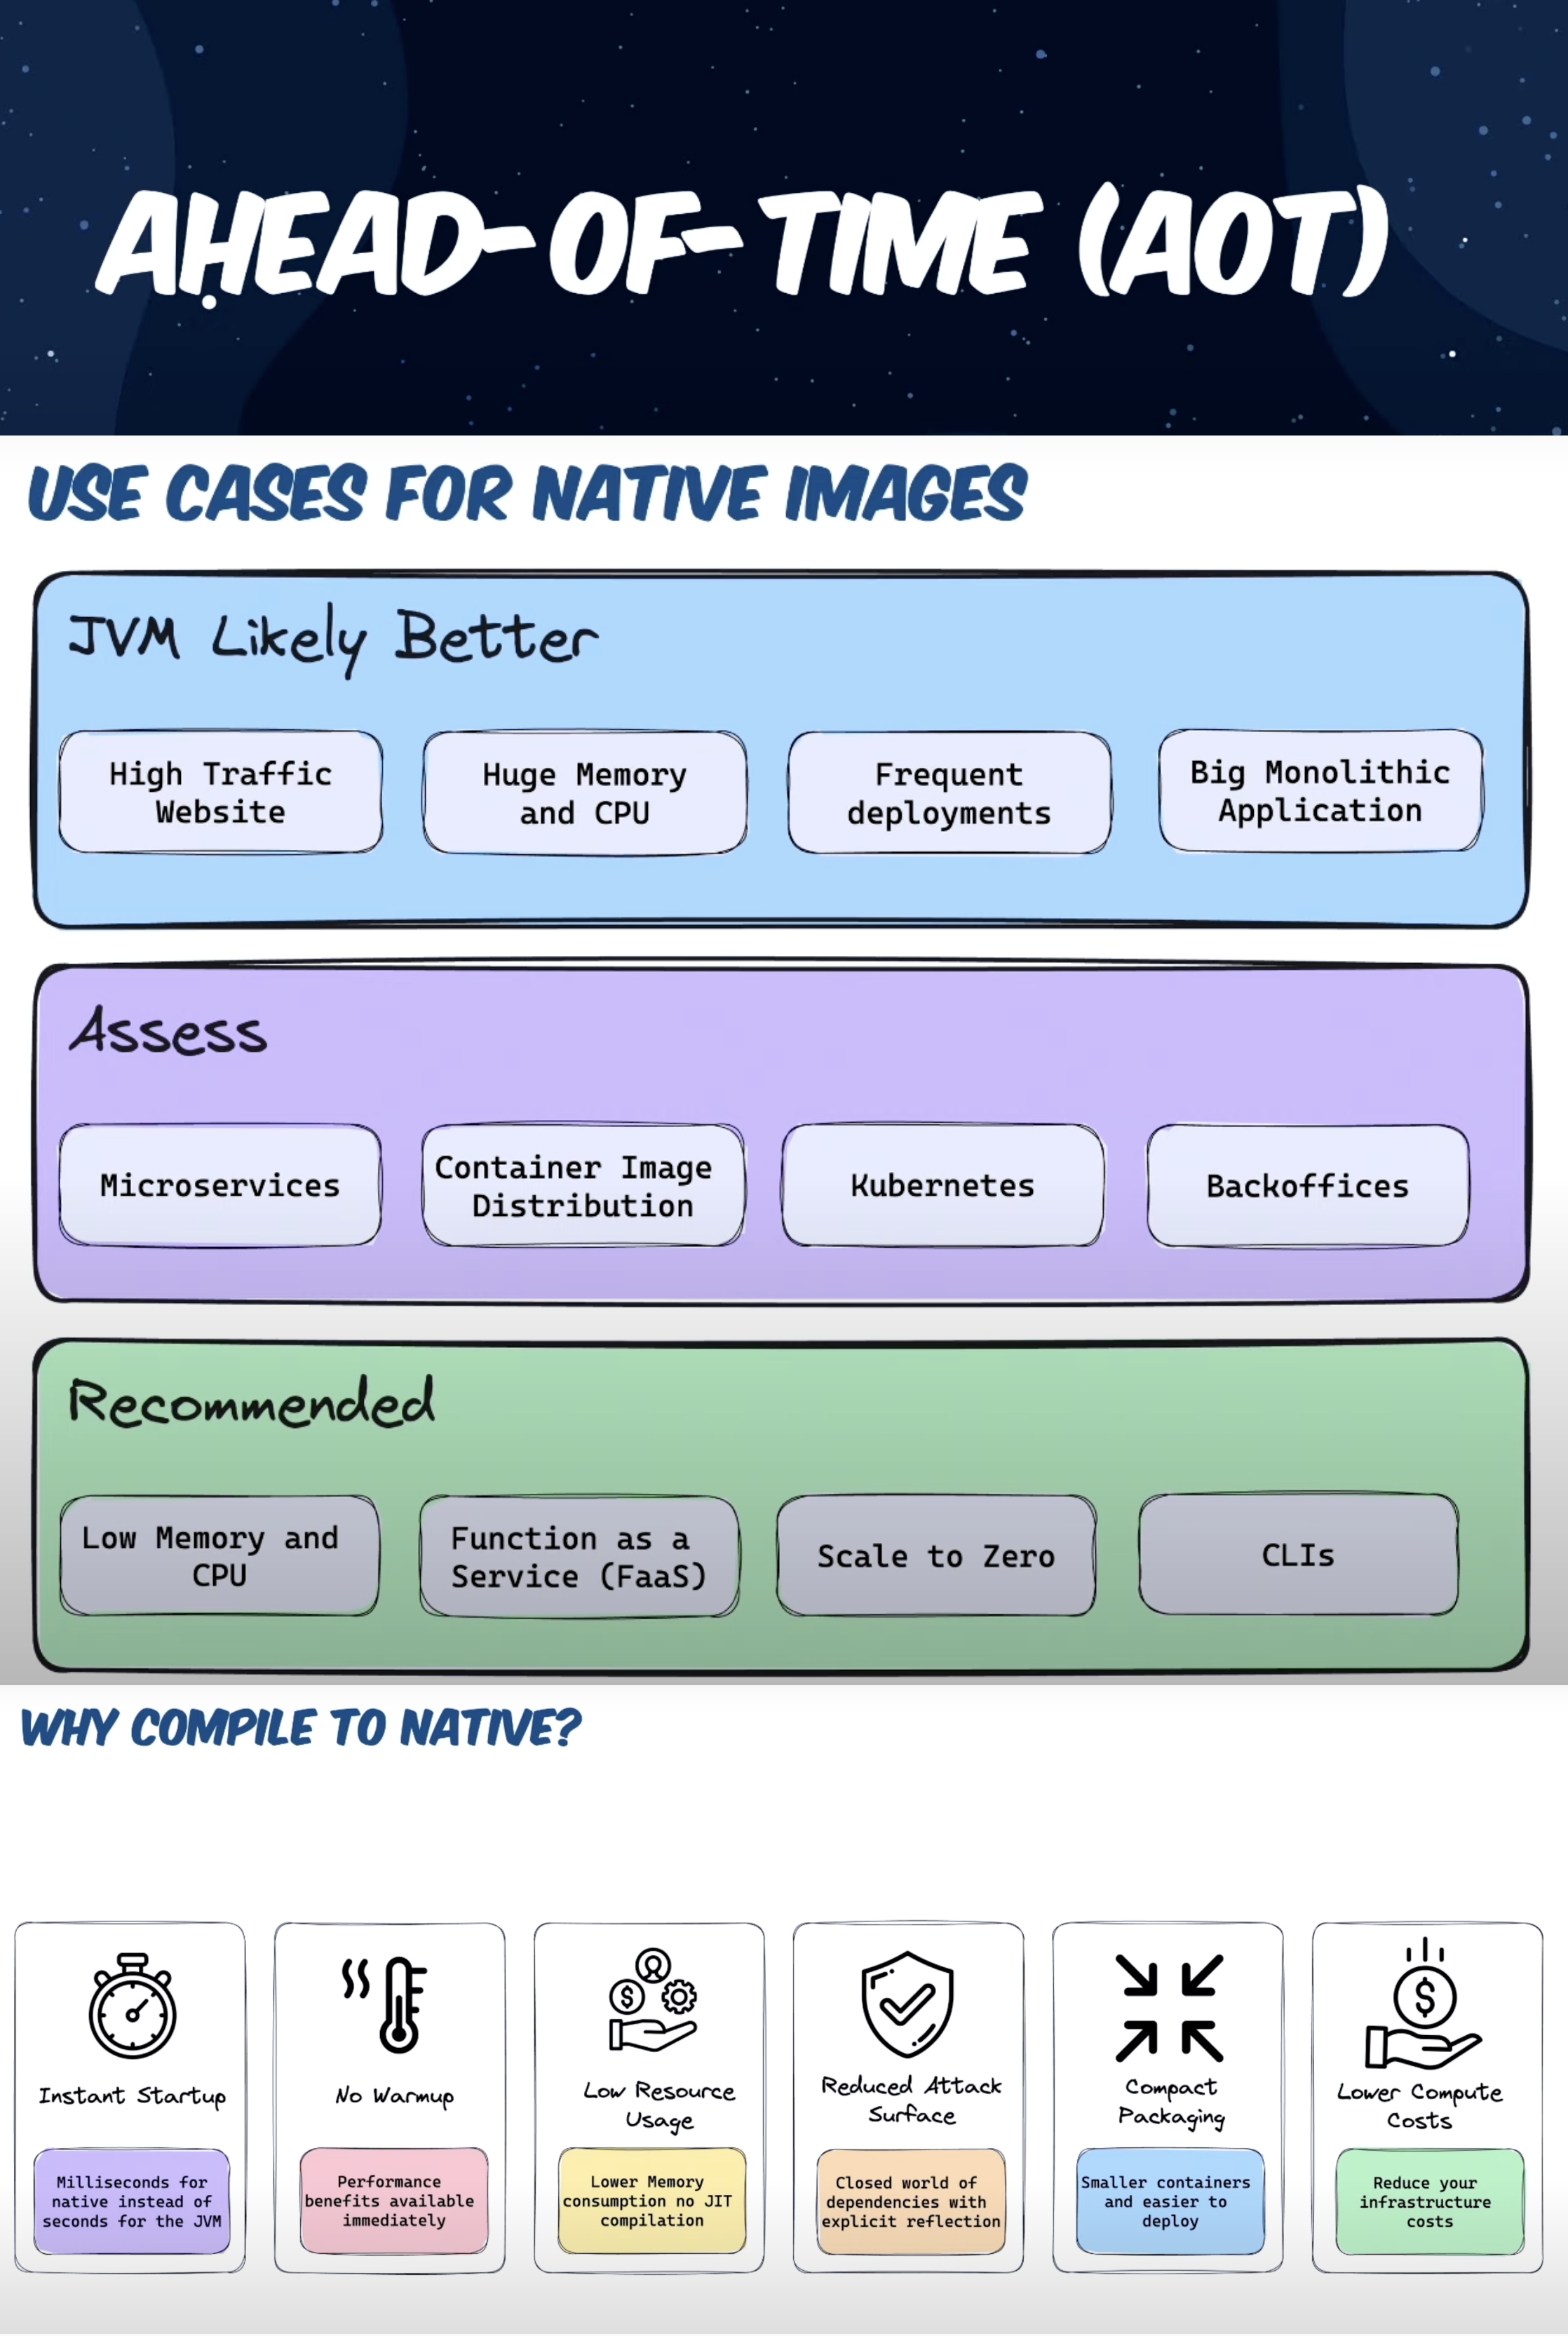 AHEAD-OF-TIME (AOT)
USE CASES FOR NATIVE IMAGES
JVM Likely Better
High Traffic
Website
Huge Memory
and CPU
Frequent
deployments
Big Monolithic
Application
Assess
Microservices
Container Image
Distribution
Kubernetes
Backoffices
Recommended
Low Memory and
CPU
Function as a
Service (FaaS)
Scale to Zero
CLIs
WHY COMPILE TO NATIVE?
Instant Startup
Milliseconds for
native instead of
seconds for the JVM
No Warmup
Performance
benefits available
immediately
Low Resource
Usage
Lower Memory
consumption no JIT
compilation
Reduced Attack
Surface
Closed world of
dependencies with
explicit reflection
Compact
Packaging
Smaller containers
and easier to
deploy
Lower Compute
Costs
Reduce your
infrastructure
costs